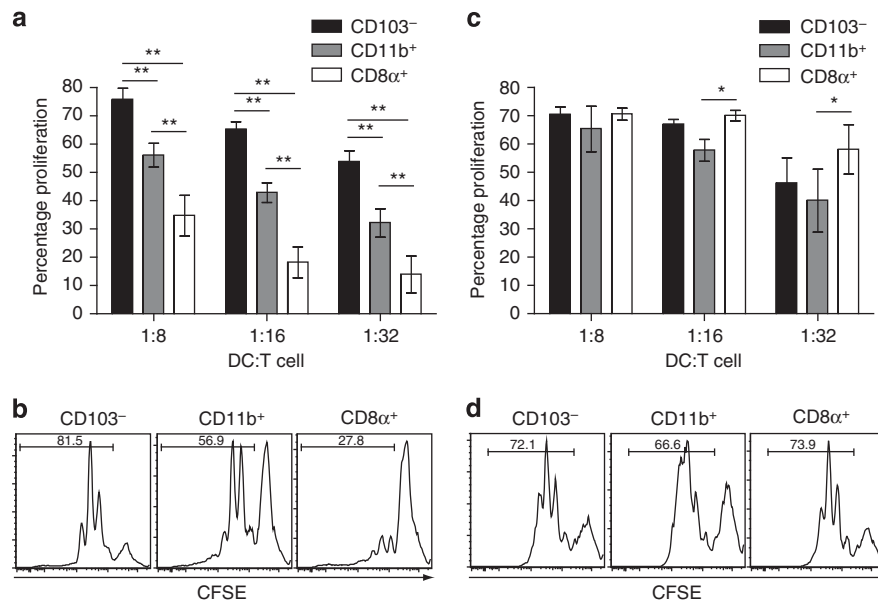 a
CD103–
CD11b+
CD8α+
**
**
**
**
**
**
**
**
**
Percentage proliferation
80
70
60
50
40
30
20
10
0
1:8
1:16
1:32
DC:T cell
c
CD103–
CD11b+
CD8α+
*
*
Percentage proliferation
80
70
60
50
40
30
20
10
0
1:8
1:16
1:32
DC:T cell
b
CD103–
CD11b+
CD8α+
81.5
56.9
27.8
CFSE
d
CD103–
CD11b+
CD8α+
72.1
66.6
73.9
CFSE